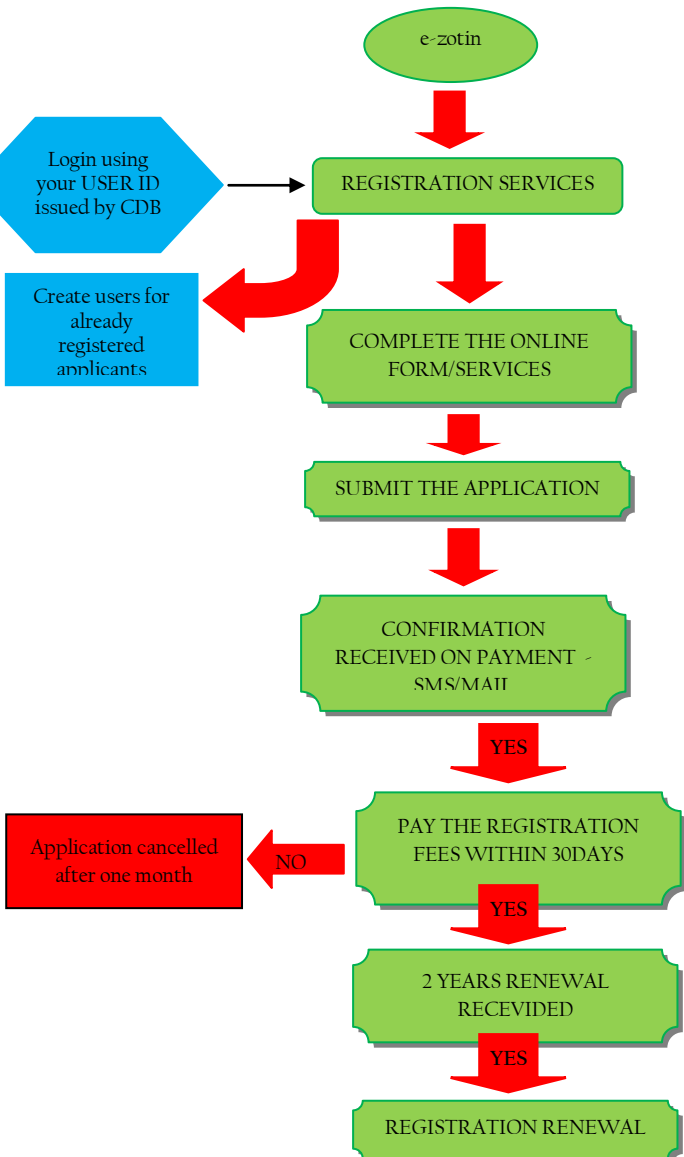 e-zotin
Login using
your USER ID
issued by CDB
REGISTRATION SERVICES
Create users for
already
registered
applicants
COMPLETE THE ONLINE
FORM/SERVICES
SUBMIT THE APPLICATION
CONFIRMATION
RECEIVED ON PAYMENT -
SMS/MAIL
YES
PAY THE REGISTRATION
FEES WITHIN 30DAYS
NO
Application cancelled
after one month
YES
2 YEARS RENEWAL
RECEVIDED
YES
REGISTRATION RENEWAL